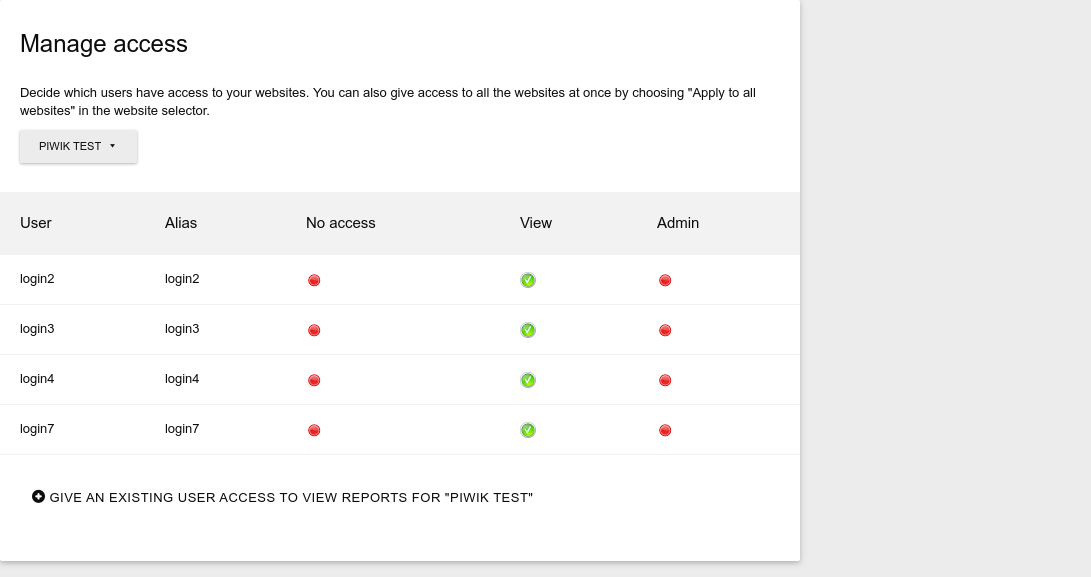 Manage access
Decide which users have access to your websites. You can also give access to all the websites at once by choosing "Apply to all
websites" in the website selector.
PIWIK TEST
User Alias No access View Admin
login2 login2
login3 login3
login4 login4
login7 login7
GIVE AN EXISTING USER ACCESS TO VIEW REPORTS FOR "PIWIK TEST"